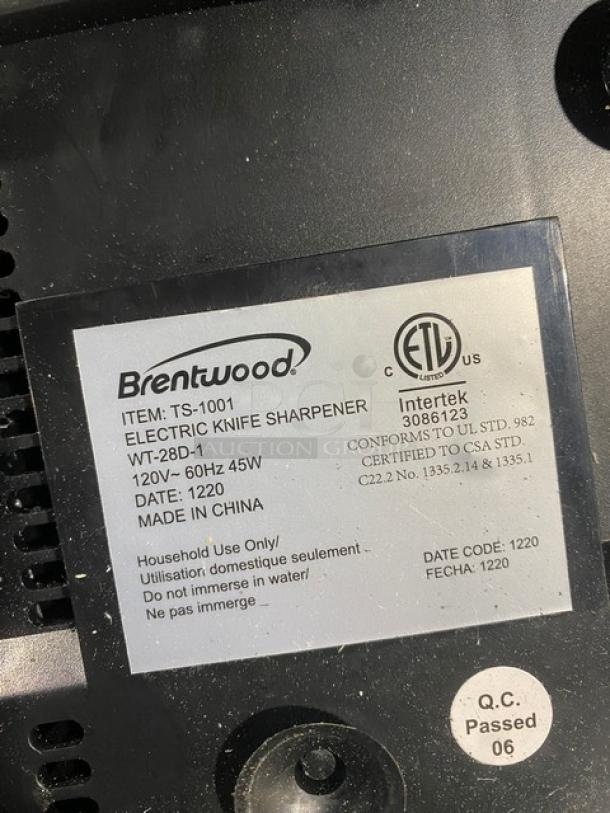 Brentwood®
ITEM: TS-1001
ELECTRIC KNIFE SHARPENER
WT-28D-1
120V~ 60Hz 45W
DATE: 1220
MADE IN CHINA
Household Use Only/
Utilisation domestique seulement
Do not immerse in water/
Ne pas immerge
C ETL US
LISTED
Intertek
3086123
CONFORMS TO UL STD. 982
CERTIFIED TO CSA STD.
C22.2 No. 1335.2.14 & 1335.1
DATE CODE: 1220
FECHA: 1220
Q.C.
Passed
06
AUCTION